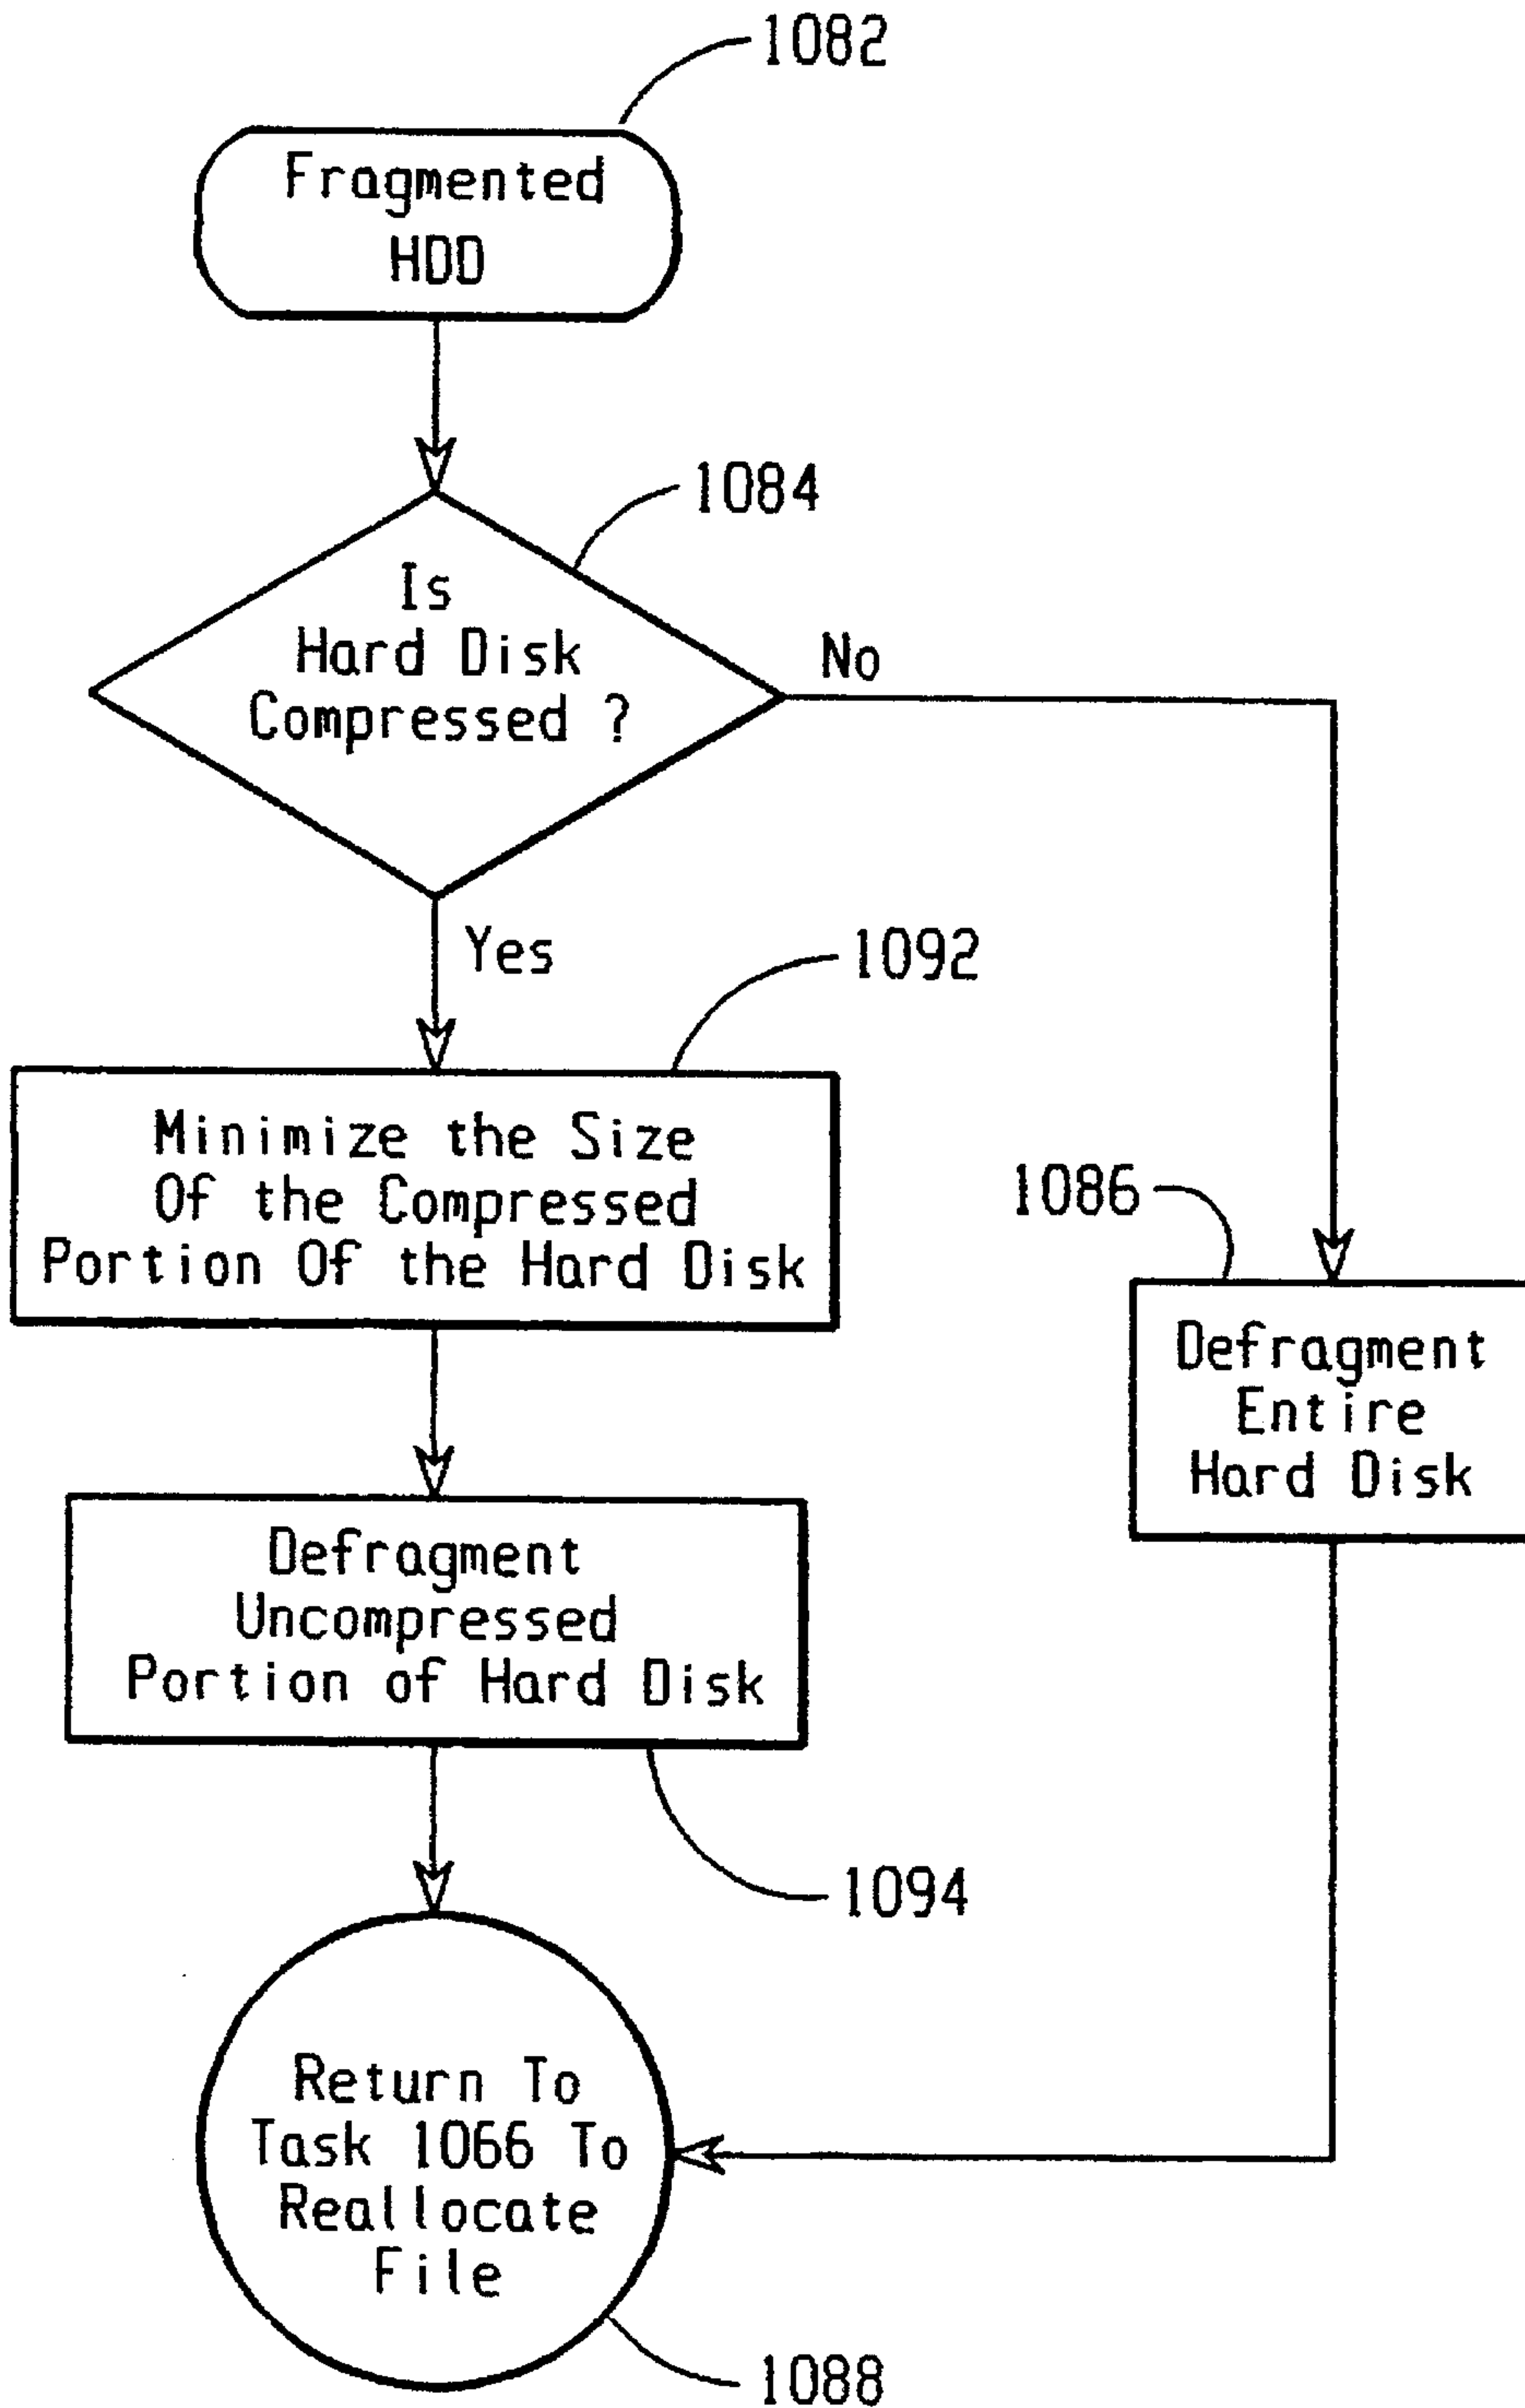 1082
Fragmented
HDD
1084
Is
Hard Disk
Compressed ?
No
Yes
1092
Minimize the Size
Of the Compressed
Portion Of the Hard Disk
1086
Defragment
Entire
Hard Disk
Defragment
Uncompressed
Portion of Hard Disk
1094
Return To
Task 1066 To
Reallocate
File
1088